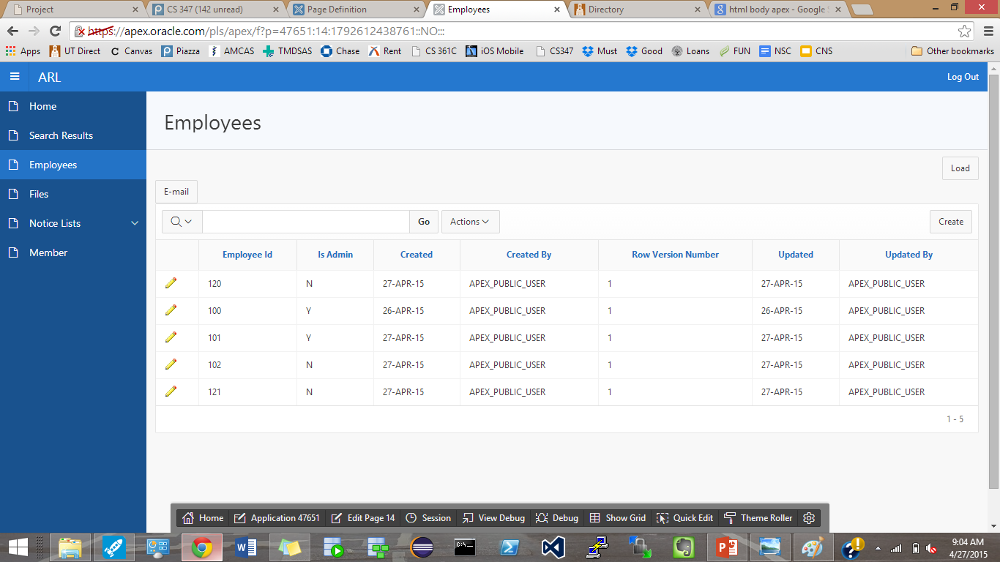 Project
CS 347 (142 unread)
Page Definition
Employees
Directory
html body apex - Google
https://apex.oracle.com/pls/apex/f?p=47651:14:1792612438761::NO:::
Apps UT Direct Canvas Piazza AMCAS TMDSAS Chase Rent CS 361C iOS Mobile CS347 Must Good Loans FUN NSC CNS Other bookmarks
ARL Log Out
Home
Search Results
Employees
Files
Notice Lists
Member
Employees
Load
E-mail
Go Actions Create
Employee Id Is Admin Created Created By Row Version Number Updated Updated By
120 N 27-APR-15 APEX_PUBLIC_USER 1 27-APR-15 APEX_PUBLIC_USER
100 Y 26-APR-15 APEX_PUBLIC_USER 1 26-APR-15 APEX_PUBLIC_USER
101 Y 27-APR-15 APEX_PUBLIC_USER 1 27-APR-15 APEX_PUBLIC_USER
102 N 27-APR-15 APEX_PUBLIC_USER 1 27-APR-15 APEX_PUBLIC_USER
121 N 27-APR-15 APEX_PUBLIC_USER 1 27-APR-15 APEX_PUBLIC_USER
1 - 5
Home Application 47651 Edit Page 14 Session View Debug Debug Show Grid Quick Edit Theme Roller
9:04 AM
4/27/2015